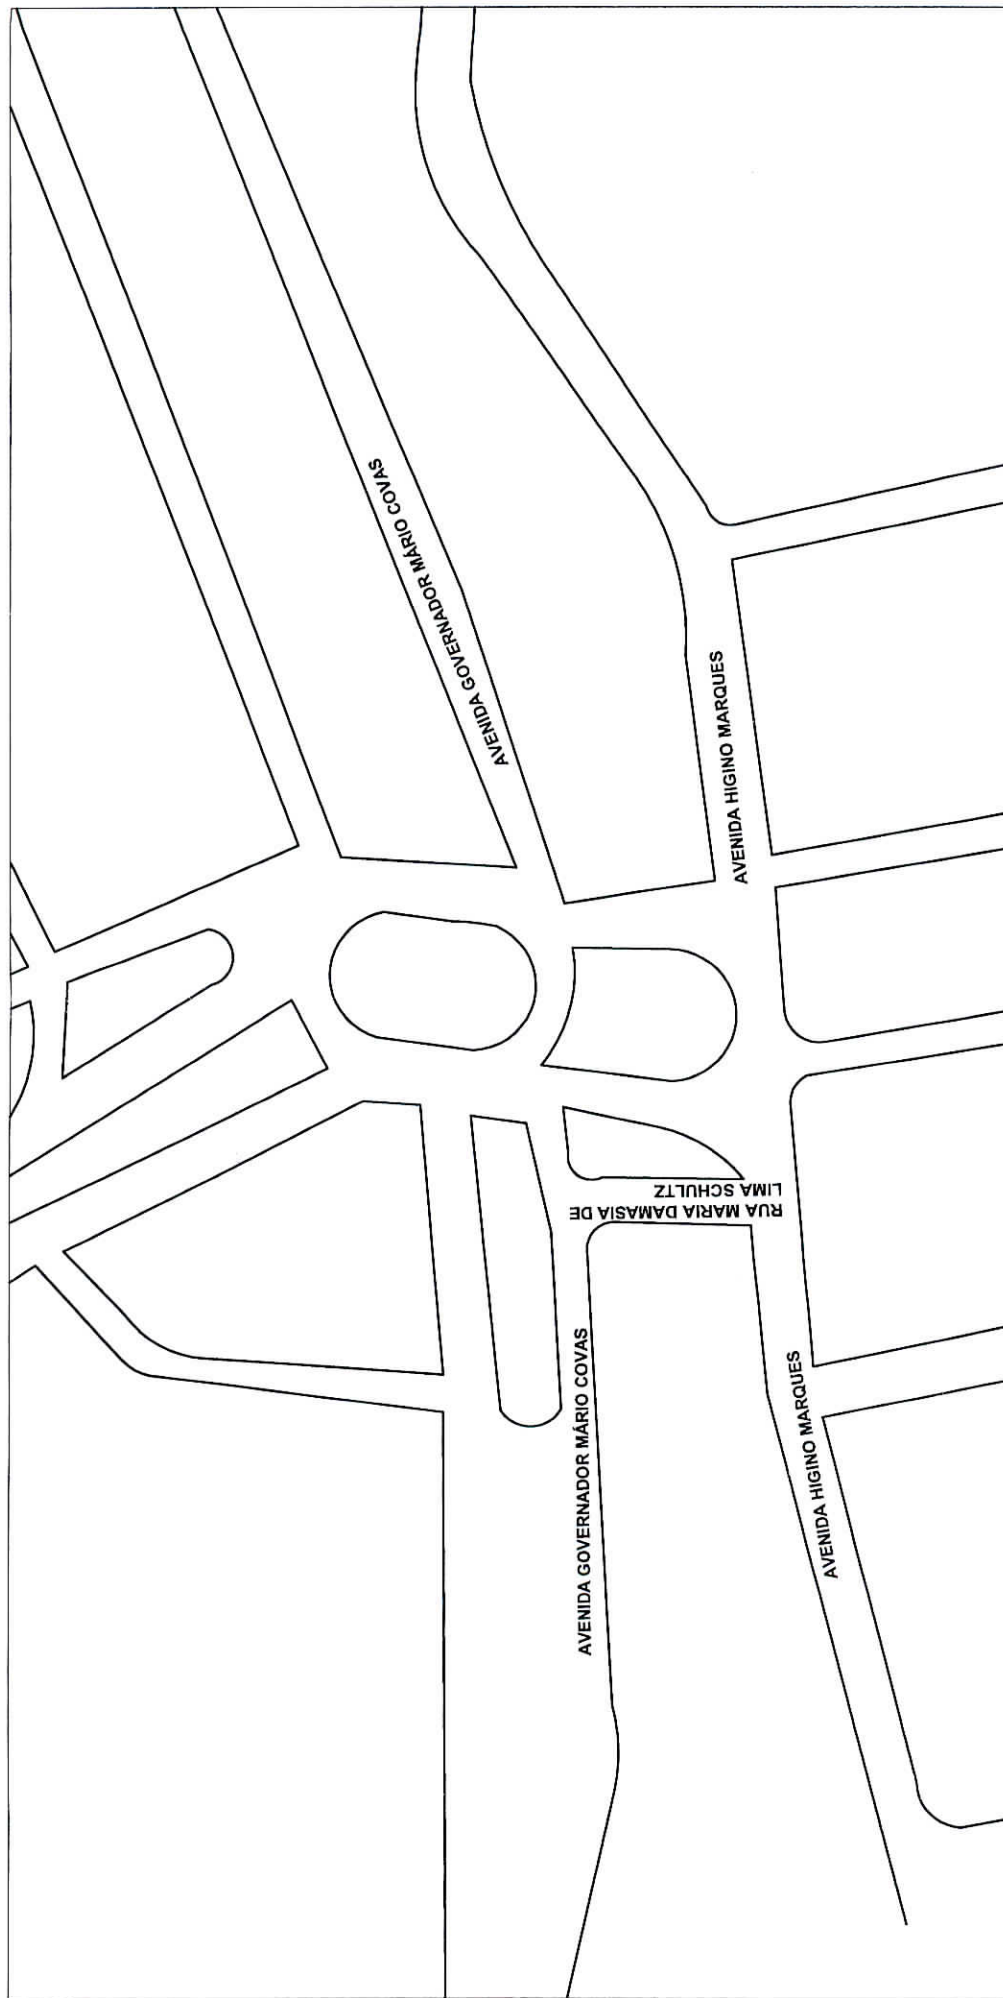 AVENIDA GOVERNADOR MÁRIO COVAS
AVENIDA HIGINO MARQUES
RUA MARIA DAMASIA DE
LIMA SCHULTZ
AVENIDA GOVERNADOR MÁRIO COVAS
AVENIDA HIGINO MARQUES